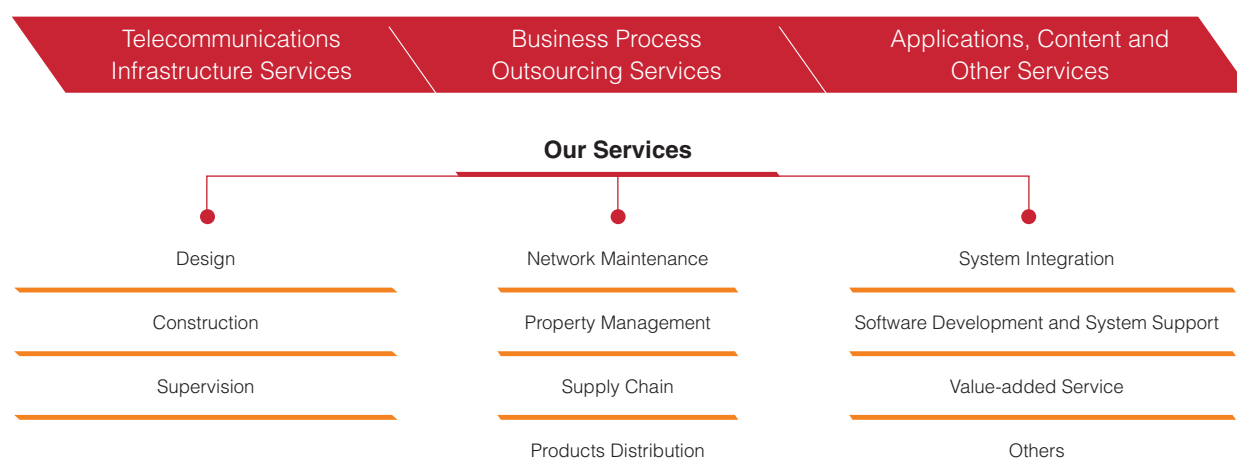 Telecommunications
Infrastructure Services
Business Process
Outsourcing Services
Applications, Content and
Other Services
Our Services
Design
Construction
Supervision
Network Maintenance
Property Management
Supply Chain
Products Distribution
System Integration
Software Development and System Support
Value-added Service
Others